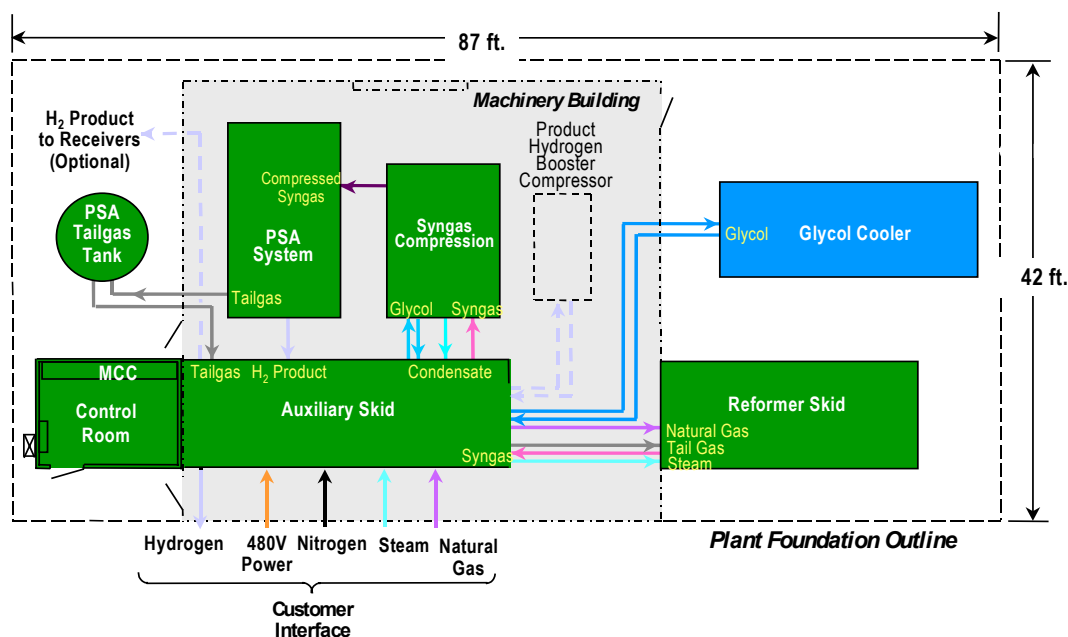 87 ft.
Machinery Building
H2 Product
to Receivers
(Optional)
Product
Hydrogen
Booster
Compressor
PSA
Tailgas
Tank
Compressed
Syngas
PSA
System
Tailgas
Syngas
Compression
Glycol
Syngas
Glycol
Glycol Cooler
42 ft.
MCC
Control
Room
Tailgas
H2 Product
Condensate
Auxiliary Skid
Syngas
Reformer Skid
Natural Gas
Tail Gas
Syngas
Steam
Hydrogen
480V
Power
Nitrogen
Steam
Natural
Gas
Plant Foundation Outline
Customer
Interface